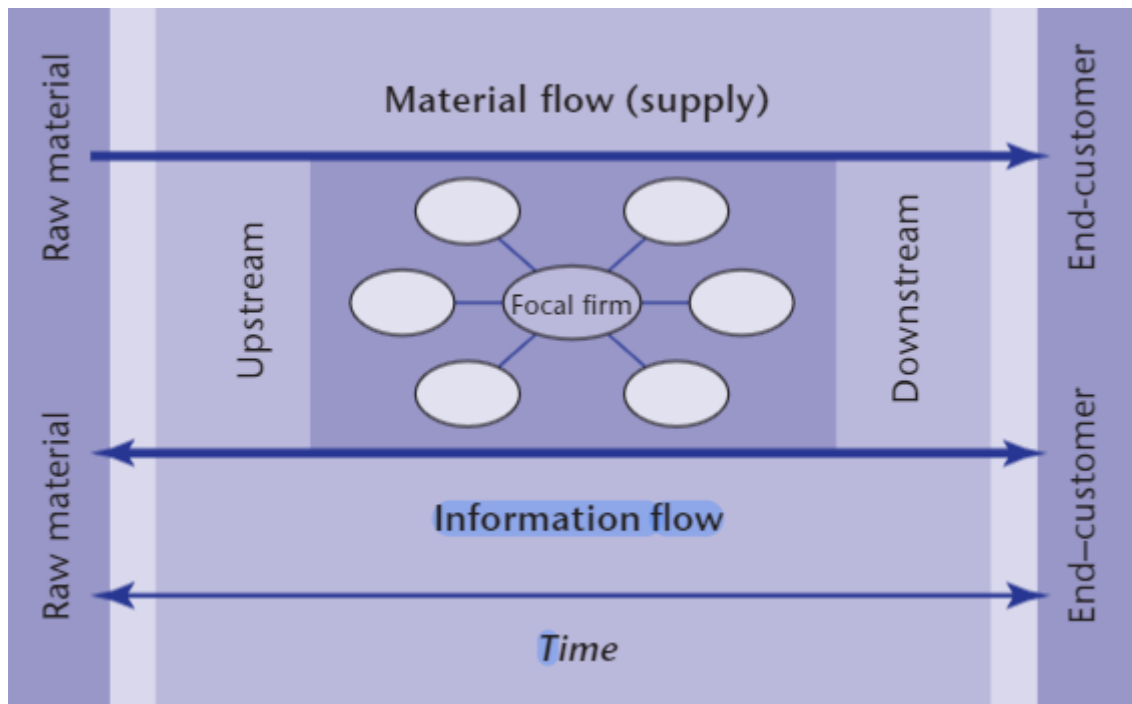 Raw material
Material flow (supply)
End-customer
Upstream
Focal firm
Downstream
Raw material
Information flow
End–customer
Time